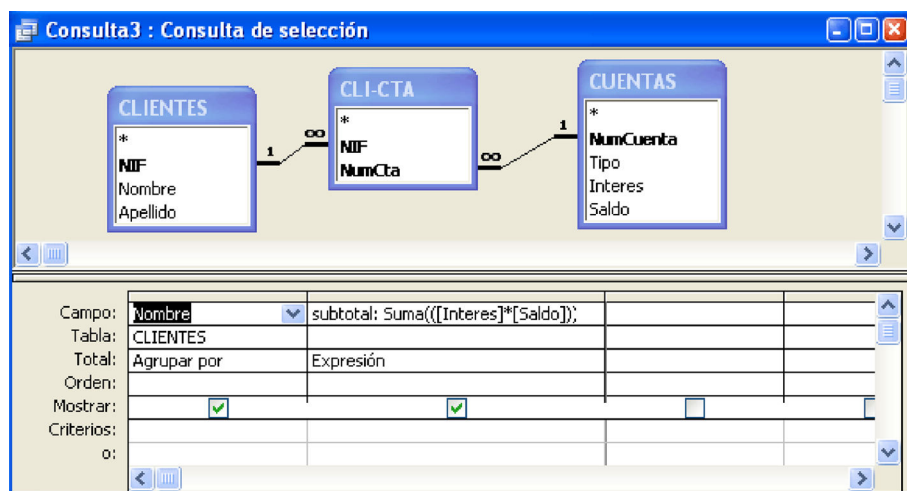 Consulta3 : Consulta de selección
CLIENTES
*
NIF
Nombre
Apellido
1
∞
CLI-CTA
*
NIF
NumCta
∞
1
CUENTAS
*
NumCuenta
Tipo
Interes
Saldo
Campo: Nombre subtotal: Suma(([Interes]*[Saldo]))
Tabla: CLIENTES
Total: Agrupar por Expresión
Orden:
Mostrar:
Criterios:
o: